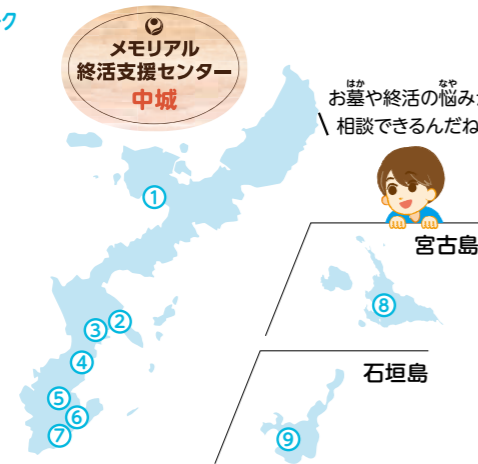 ク
メモリアル
終活支援センター
中城
お墓や終活の悩み
相談できるんだね
はか
なや
宮古島
石垣島
①
②
③
④
⑤
⑥
⑦
⑧
⑨